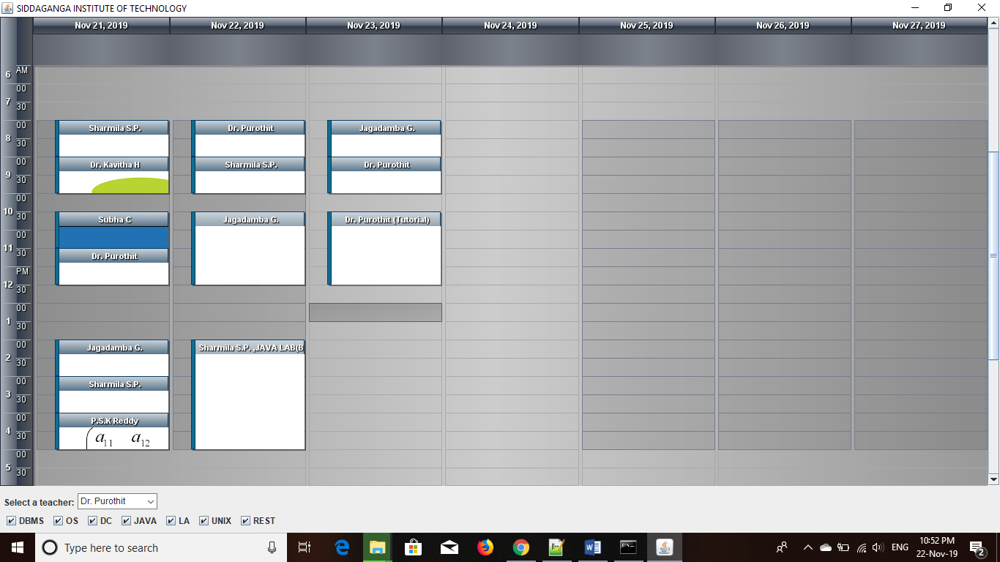 SIDDAGANGA INSTITUTE OF TECHNOLOGY
Nov 21, 2019 Nov 22, 2019 Nov 23, 2019 Nov 24, 2019 Nov 25, 2019 Nov 26, 2019 Nov 27, 2019
6 AM
00
7 30
00
Sharmila S.P. Dr. Purothit Jagadamba G.
8 30
00
Dr. Kavitha H Sharmila S.P. Dr. Purothit
9 30
00
10 30
Subha C Jagadamba G. Dr. Purothit (Tutorial)
00
11 30
Dr. Purothit
PM
12 30
00
1 30
00
Jagadamba G. Sharmila S.P. ,JAVA LAB(B
2 30
00
Sharmila S.P.
3 30
00
P.S.K Reddy
4 30
a11 a12
00
5 30
Select a teacher: Dr. Purothit
DBMS OS DC JAVA LA UNIX REST
Type here to search
ENG
10:52 PM
22-Nov-19
2